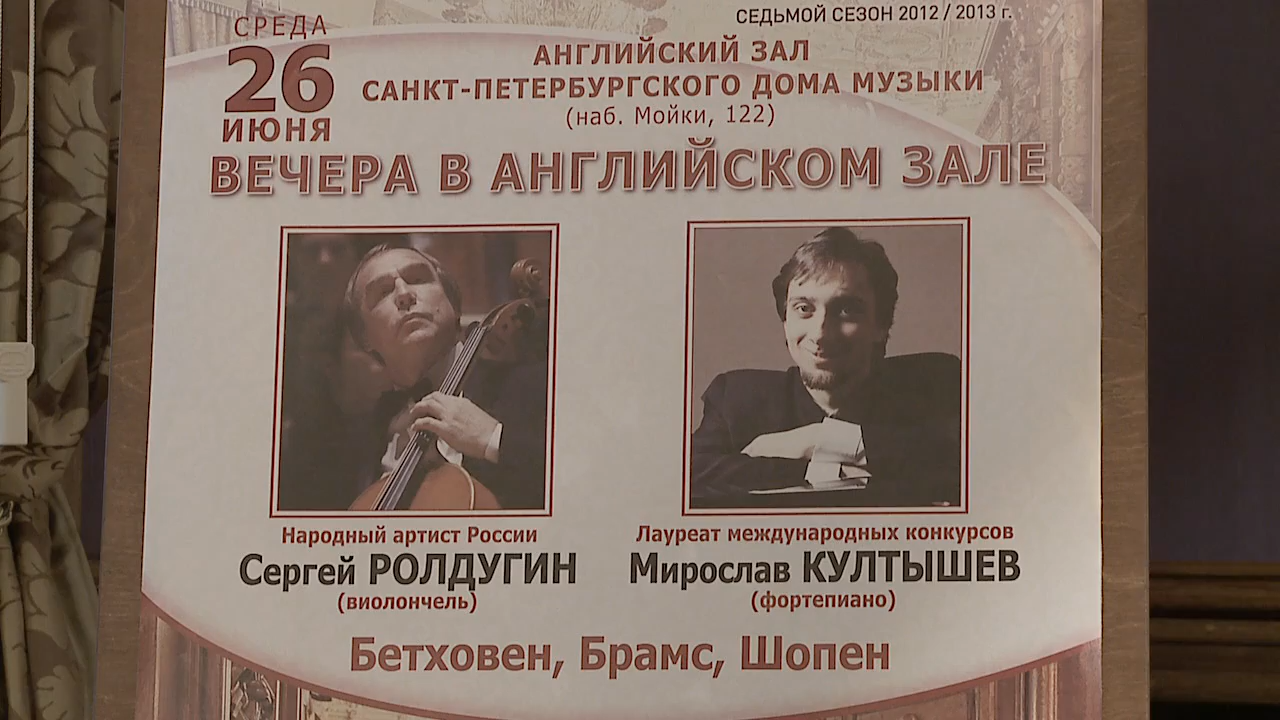 СЕДЬМОЙ СЕЗОН 2012 / 2013 г.
СРЕДА
26
ИЮНЯ
АНГЛИЙСКИЙ ЗАЛ
САНКТ-ПЕТЕРБУРГСКОГО ДОМА МУЗЫКИ
(наб. Мойки, 122)
ВЕЧЕРА В АНГЛИЙСКОМ ЗАЛЕ
Народный артист России
Сергей РОЛДУГИН
(виолончель)
Лауреат международных конкурсов
Мирослав КУЛТЫШЕВ
(фортепиано)
Бетховен, Брамс, Шопен